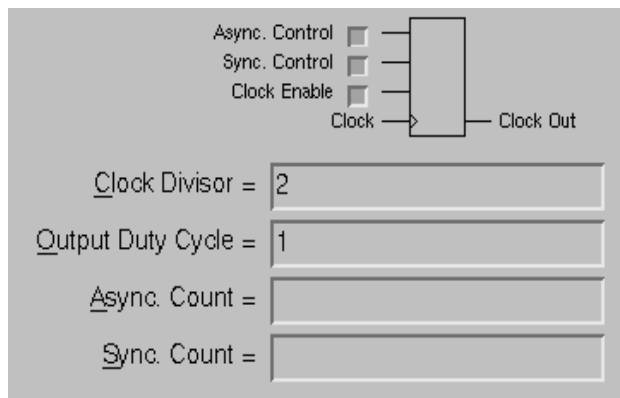 Async. Control
Sync. Control
Clock Enable
Clock
Clock Out
Clock Divisor = 2
Output Duty Cycle = 1
Async. Count =
Sync. Count =